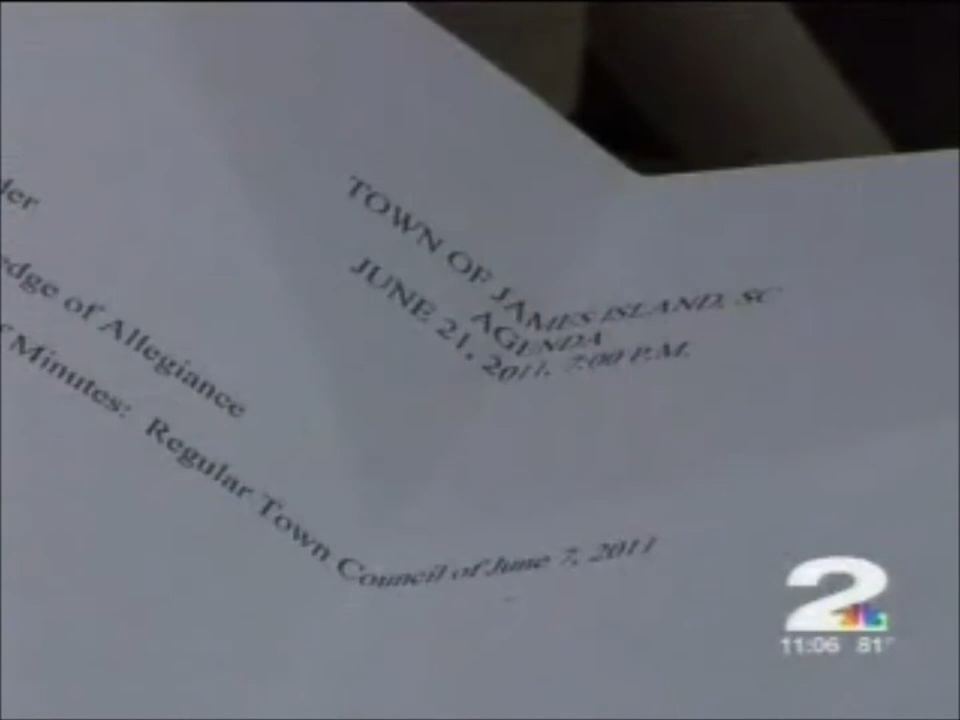 TOWN OF JAMES ISLAND, SC
AGENDA
JUNE 21, 2011, 7:00 P.M.
der
edge of Allegiance
f Minutes: Regular Town Council of June 7, 2011
2
11:06 81°